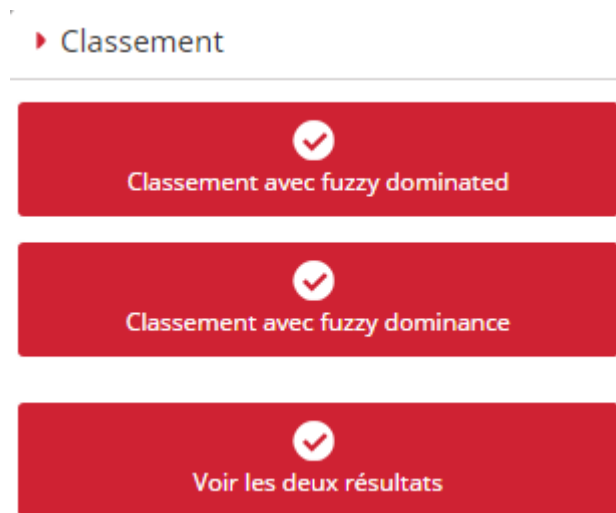 Classement
Classement avec fuzzy dominated
Classement avec fuzzy dominance
Voir les deux résultats